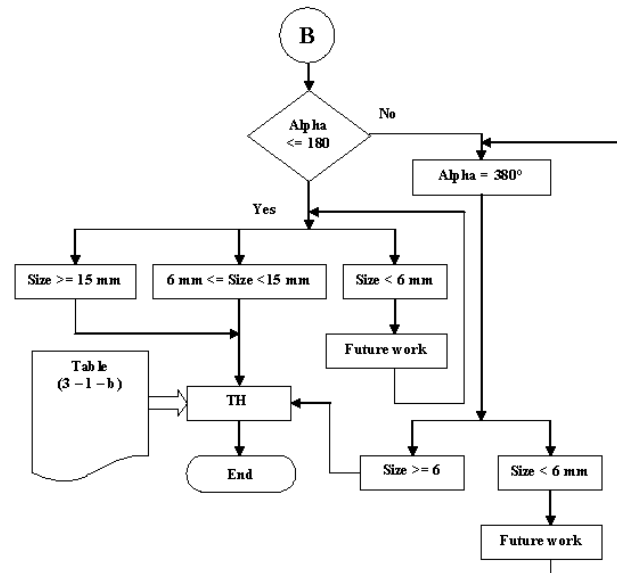 B
Alpha
<= 180
No
Alpha = 380°
Yes
Size >= 15 mm
6 mm <= Size <15 mm
Size < 6 mm
Future work
Table
(3 – 1 – b )
TH
End
Size >= 6
Size < 6 mm
Future work